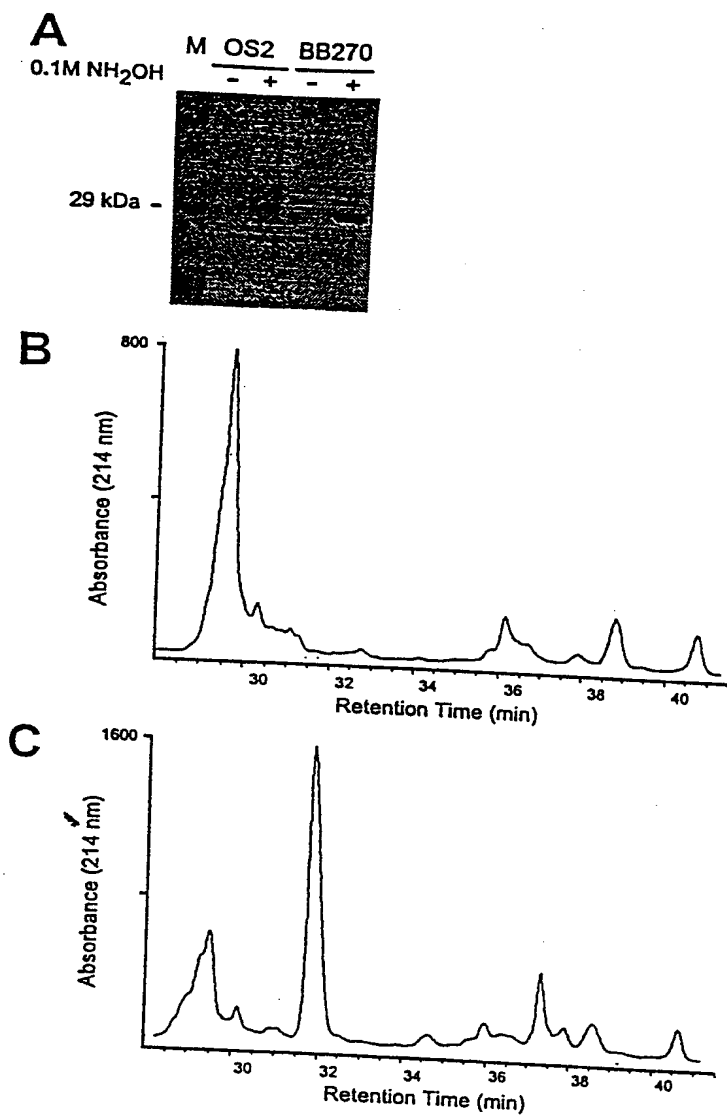 A
M OS2 BB270
0.1M NH2OH - + - +
29 kDa -
B
800
Absorbance (214 nm)
30 32 34 36 38 40
Retention Time (min)
C
1600
Absorbance (214 nm)
30 32 34 36 38 40
Retention Time (min)